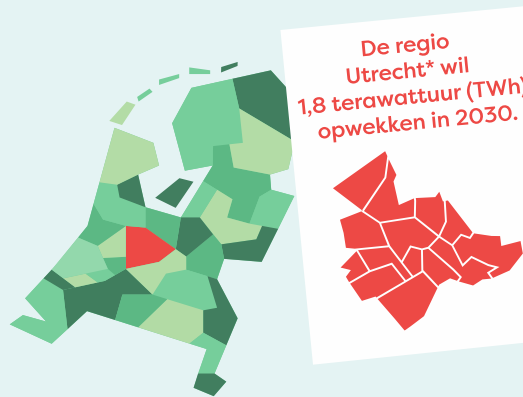 De regio
Utrecht* wil
1,8 terawattuur (TWh)
opwekken in 2030.